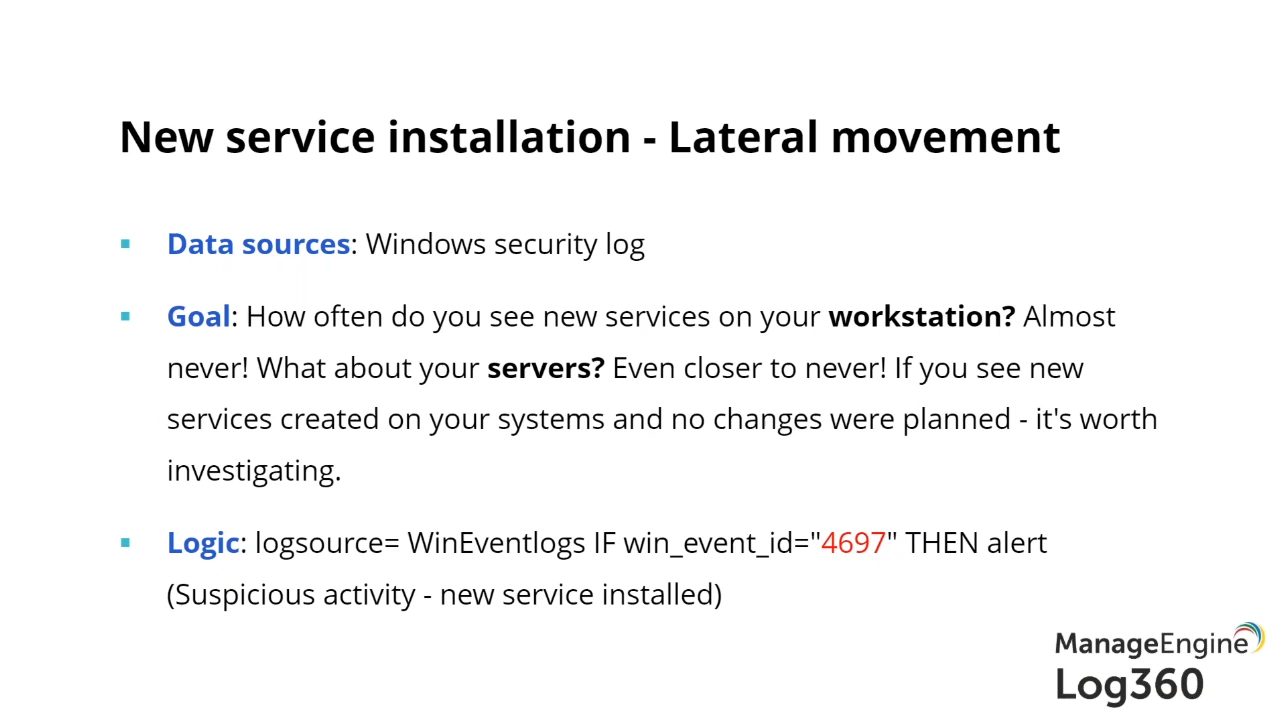 New service installation - Lateral movement
Data sources: Windows security log
Goal: How often do you see new services on your workstation? Almost
never! What about your servers? Even closer to never! If you see new
services created on your systems and no changes were planned - it's worth
investigating.
Logic: logsource= WinEventlogs IF win_event_id="4697" THEN alert
(Suspicious activity - new service installed)
ManageEngine
Log360